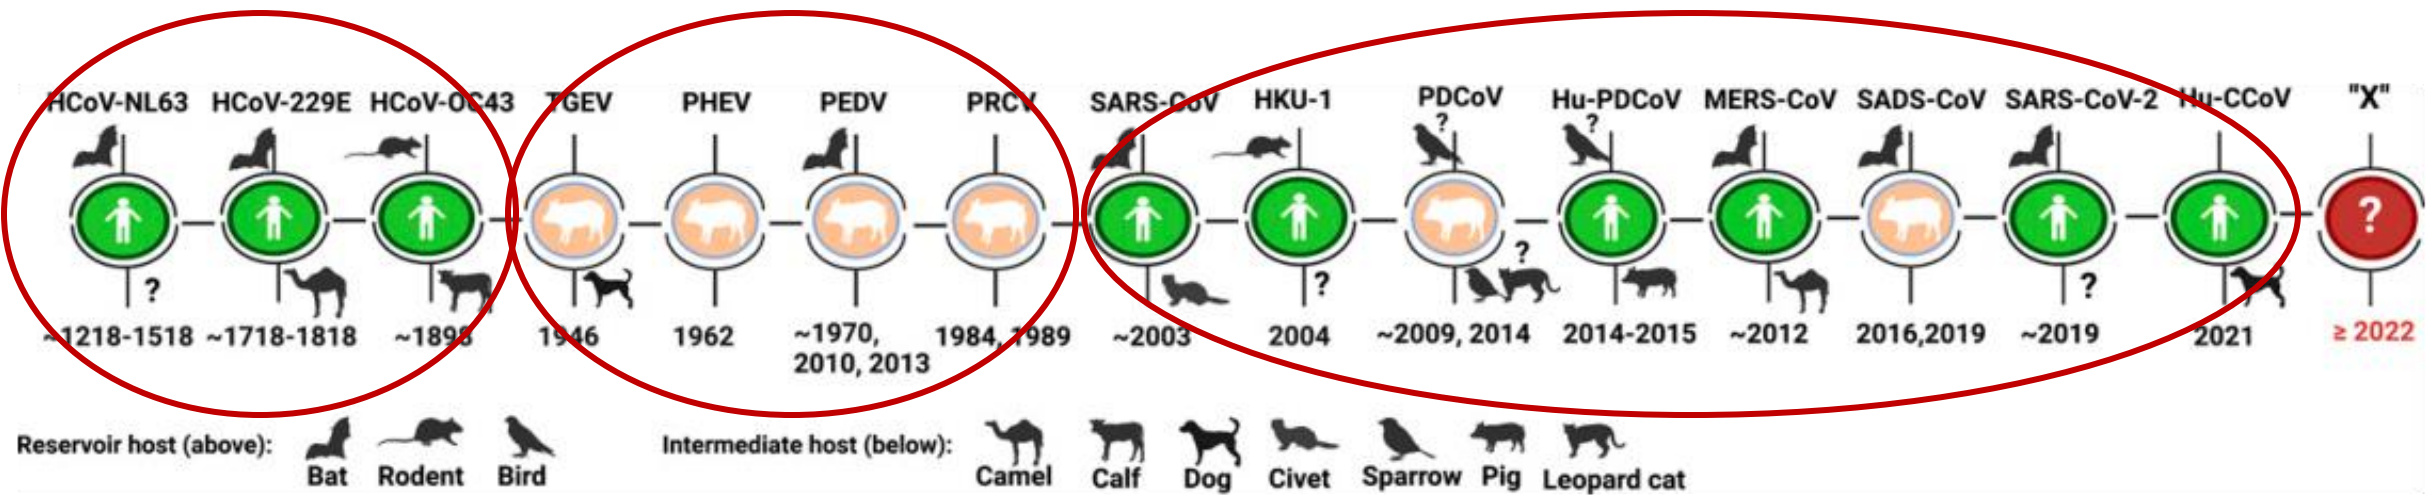 HCoV-NL63 HCoV-229E HCoV-OC43 TGEV PHEV PEDV PRCV SARS-CoV HKU-1 PDCoV Hu-PDCoV MERS-CoV SADS-CoV SARS-CoV-2 Hu-CCoV "X"
? ?
?
?
? ? ?
~1218-1518 ~1718-1818 ~1898 1946 1962 ~1970, 1984, 1989 ~2003 2004 ~2009, 2014 2014-2015 ~2012 2016,2019 ~2019 2021 ≥ 2022
2010, 2013
Reservoir host (above): Intermediate host (below):
Bat Rodent Bird Camel Calf Dog Civet Sparrow Pig Leopard cat